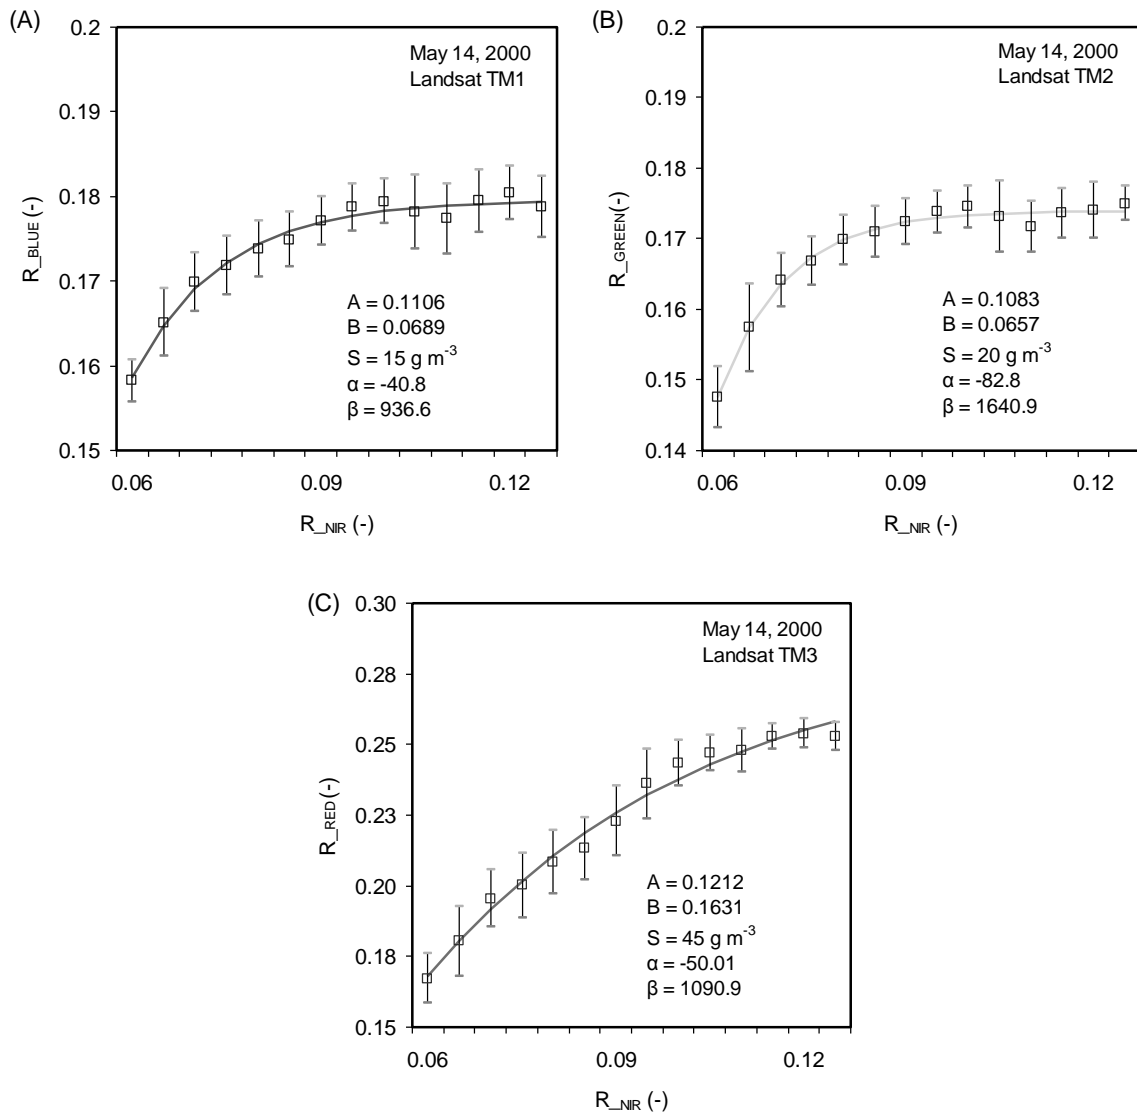 (A)
0.2
0.19
0.18
0.17
0.16
0.15
R_BLUE (-)
May 14, 2000
Landsat TM1
A = 0.1106
B = 0.0689
S = 15 g m-3
α = -40.8
β = 936.6
0.06 0.09 0.12
R_NIR (-)
(B)
0.2
0.19
0.18
0.17
0.16
0.15
0.14
R_GREEN(-)
May 14, 2000
Landsat TM2
A = 0.1083
B = 0.0657
S = 20 g m-3
α = -82.8
β = 1640.9
0.06 0.09 0.12
R_NIR (-)
(C)
0.30
0.28
0.25
0.23
0.20
0.18
0.15
R_RED (-)
May 14, 2000
Landsat TM3
A = 0.1212
B = 0.1631
S = 45 g m-3
α = -50.01
β = 1090.9
0.06 0.09 0.12
R_NIR (-)